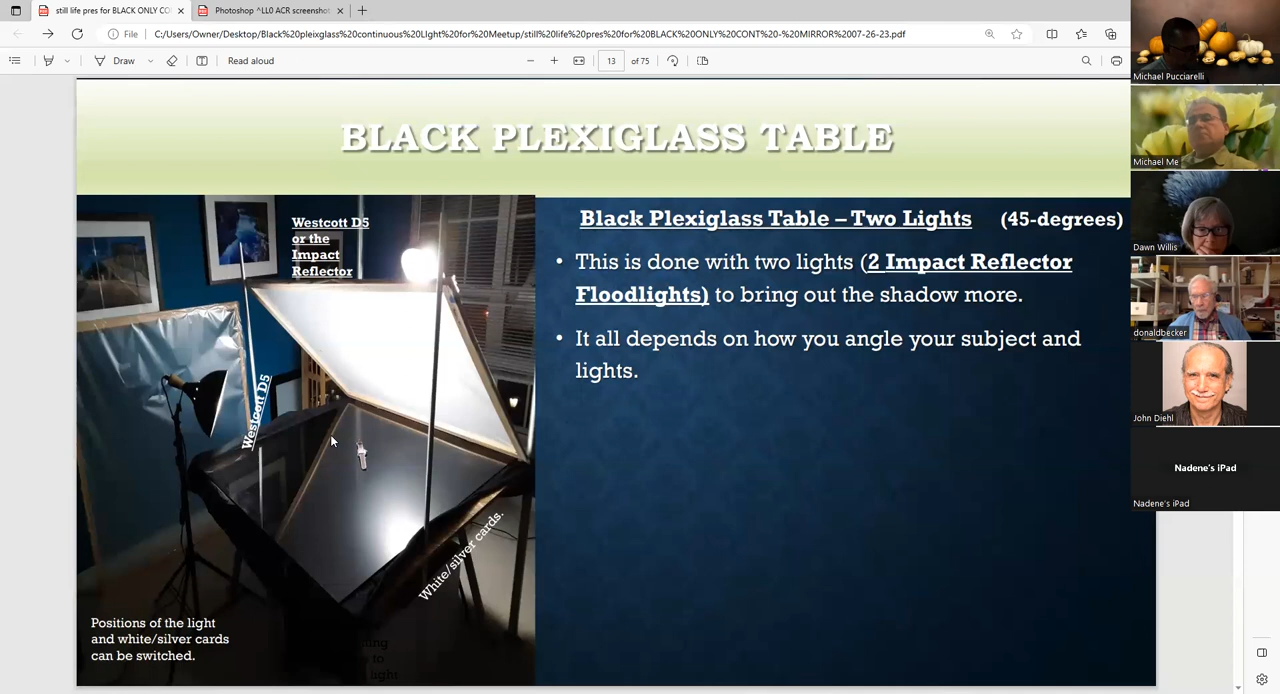 still life pres for BLACK ONLY CO
Photoshop ^LL0 ACR screenshot
File
C:/Users/Owner/Desktop/Black%20pleixglass%20continuous%20LIght%20for%20Meetup/still%20life%20pres%20for%20BLACK%20ONLY%20CONT%20-%20MIRROR%2007-26-23.pdf
Draw
Read aloud
13
of 75
BLACK PLEXIGLASS TABLE
Westcott D5
or the
Impact
Reflector
Westcott D5
White/silver cards.
Positions of the light
and white/silver cards
can be switched.
to
light
Black Plexiglass Table – Two Lights (45-degrees)
• This is done with two lights (2 Impact Reflector
Floodlights) to bring out the shadow more.
• It all depends on how you angle your subject and
lights.
Michael Pucciarelli
Michael Me
Dawn Willis
donaldbecker
John Diehl
Nadene's iPad
Nadene's iPad